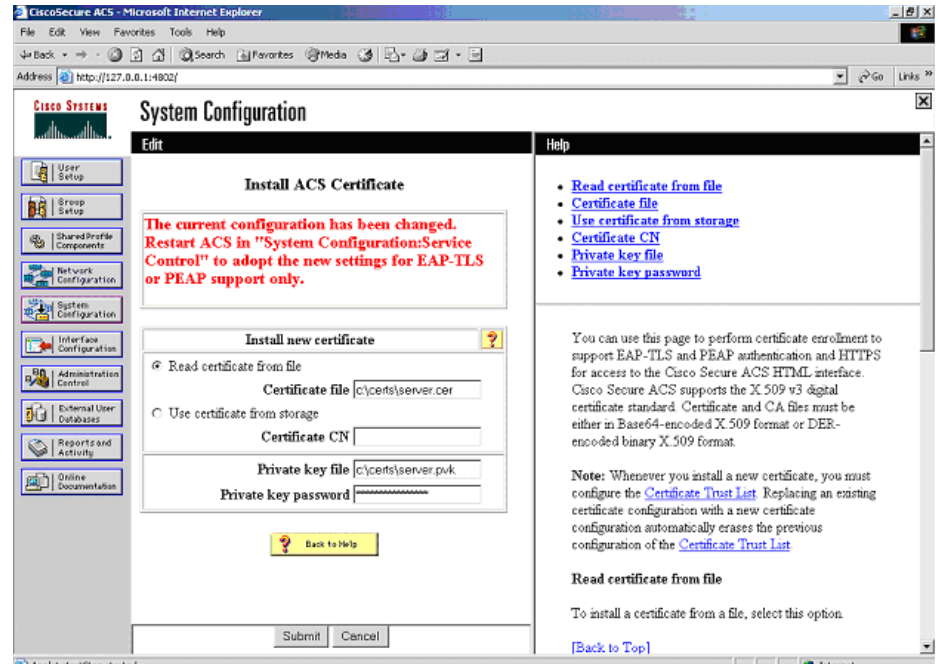 CiscoSecure ACS - Microsoft Internet Explorer
File Edit View Favorites Tools Help
Back Search Favorites Media
Address http://127.0.0.1:4802/ Go Links »
CISCO SYSTEMS
System Configuration
Edit
Help
User Setup
Group Setup
Shared Profile Components
Network Configuration
System Configuration
Interface Configuration
Administration Control
External User Databases
Reports and Activity
Online Documentation
Install ACS Certificate
The current configuration has been changed.
Restart ACS in "System Configuration:Service
Control" to adopt the new settings for EAP-TLS
or PEAP support only.
Install new certificate
Read certificate from file
Certificate file c:\certs\server.cer
Use certificate from storage
Certificate CN
Private key file c:\certs\server.pvk
Private key password ****************
Back to Help
Submit Cancel
• Read certificate from file
• Certificate file
• Use certificate from storage
• Certificate CN
• Private key file
• Private key password
You can use this page to perform certificate enrollment to
support EAP-TLS and PEAP authentication and HTTPS
for access to the Cisco Secure ACS HTML interface.
Cisco Secure ACS supports the X.509 v3 digital
certificate standard. Certificate and CA files must be
either in Base64-encoded X.509 format or DER-
encoded binary X.509 format.
Note: Whenever you install a new certificate, you must
configure the Certificate Trust List. Replacing an existing
certificate configuration with a new certificate
configuration automatically erases the previous
configuration of the Certificate Trust List.
Read certificate from file
To install a certificate from a file, select this option.
[Back to Top]